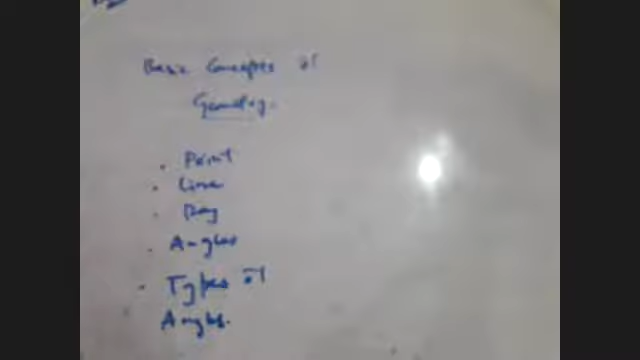 Basic Concepts of
Geometry.
. Point
. Line
. Ray
. Angles
. Types of
Angles.